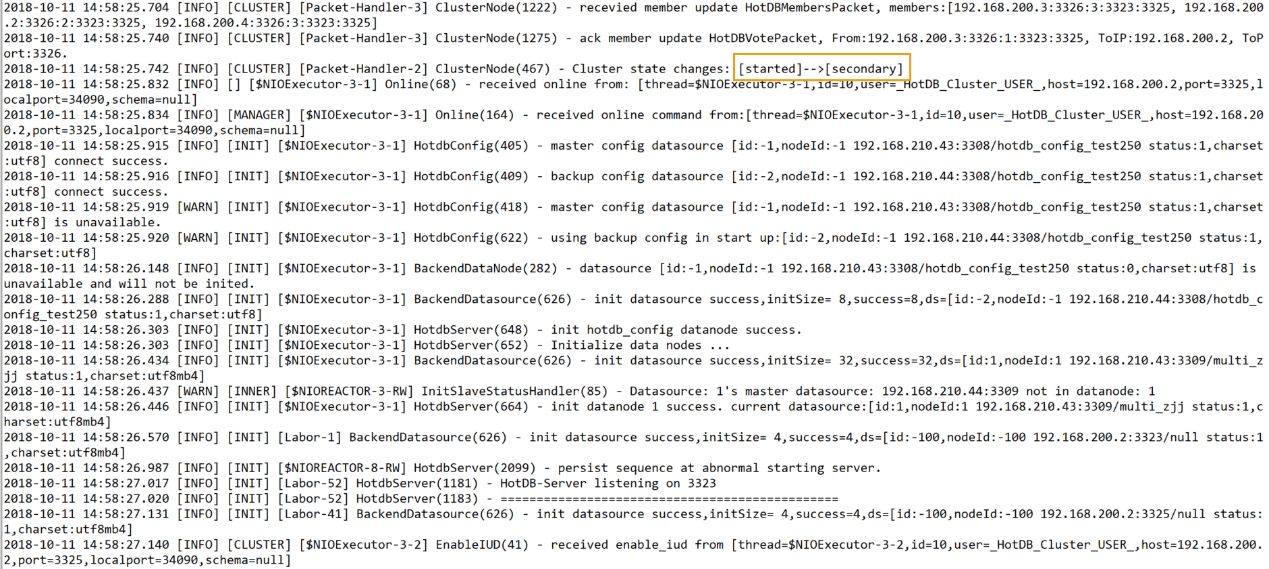 2018-10-11 14:58:25.704 [INFO] [CLUSTER] [Packet-Handler-3] ClusterNode(1222) - recevied member update HotDBMembersPacket, members:[192.168.200.3:3326:3:3323:3325, 192.168.200
.2:3326:2:3323:3325, 192.168.200.4:3326:3:3323:3325]
2018-10-11 14:58:25.740 [INFO] [CLUSTER] [Packet-Handler-3] ClusterNode(1275) - ack member update HotDBVotePacket, From:192.168.200.3:3326:1:3323:3325, ToIP:192.168.200.2, ToP
ort:3326.
2018-10-11 14:58:25.742 [INFO] [CLUSTER] [Packet-Handler-2] ClusterNode(467) - Cluster state changes: [started]-->[secondary]
2018-10-11 14:58:25.832 [INFO] [] [$NIOExecutor-3-1] Online(68) - received online from: [thread=$NIOExecutor-3-1,id=10,user=_HotDB_Cluster_USER_,host=192.168.200.2,port=3325,l
ocalport=34090,schema=null]
2018-10-11 14:58:25.834 [INFO] [MANAGER] [$NIOExecutor-3-1] Online(164) - received online command from:[thread=$NIOExecutor-3-1,id=10,user=_HotDB_Cluster_USER_,host=192.168.20
0.2,port=3325,localport=34090,schema=null]
2018-10-11 14:58:25.915 [INFO] [INIT] [$NIOExecutor-3-1] HotdbConfig(405) - master config datasource [id:-1,nodeId:-1 192.168.210.43:3308/hotdb_config_test250 status:1,charset
:utf8] connect success.
2018-10-11 14:58:25.916 [INFO] [INIT] [$NIOExecutor-3-1] HotdbConfig(409) - backup config datasource [id:-2,nodeId:-1 192.168.210.44:3308/hotdb_config_test250 status:1,charset
:utf8] connect success.
2018-10-11 14:58:25.919 [WARN] [INIT] [$NIOExecutor-3-1] HotdbConfig(418) - master config datasource [id:-1,nodeId:-1 192.168.210.43:3308/hotdb_config_test250 status:1,charset
:utf8] is unavailable.
2018-10-11 14:58:25.920 [WARN] [INIT] [$NIOExecutor-3-1] HotdbConfig(622) - using backup config in start up:[id:-2,nodeId:-1 192.168.210.44:3308/hotdb_config_test250 status:1,
charset:utf8]
2018-10-11 14:58:26.148 [INFO] [INIT] [$NIOExecutor-3-1] BackendDataNode(282) - datasource [id:-1,nodeId:-1 192.168.210.43:3308/hotdb_config_test250 status:0,charset:utf8] is
unavailable and will not be inited.
2018-10-11 14:58:26.288 [INFO] [INIT] [$NIOExecutor-3-1] BackendDatasource(626) - init datasource success,initSize= 8,success=8,ds=[id:-2,nodeId:-1 192.168.210.44:3308/hotdb_c
onfig_test250 status:1,charset:utf8]
2018-10-11 14:58:26.303 [INFO] [INIT] [$NIOExecutor-3-1] HotdbServer(648) - init hotdb_config datanode success.
2018-10-11 14:58:26.303 [INFO] [INIT] [$NIOExecutor-3-1] HotdbServer(652) - Initialize data nodes ...
2018-10-11 14:58:26.434 [INFO] [INIT] [$NIOExecutor-3-1] BackendDatasource(626) - init datasource success,initSize= 32,success=32,ds=[id:1,nodeId:1 192.168.210.43:3309/multi_z
jj status:1,charset:utf8mb4]
2018-10-11 14:58:26.437 [WARN] [INNER] [$NIOREACTOR-3-RW] InitSlaveStatusHandler(85) - Datasource: 1's master datasource: 192.168.210.44:3309 not in datanode: 1
2018-10-11 14:58:26.446 [INFO] [INIT] [$NIOExecutor-3-1] HotdbServer(664) - init datanode 1 success. current datasource:[id:1,nodeId:1 192.168.210.43:3309/multi_zjj status:1,c
harset:utf8mb4]
2018-10-11 14:58:26.570 [INFO] [INIT] [Labor-1] BackendDatasource(626) - init datasource success,initSize= 4,success=4,ds=[id:-100,nodeId:-100 192.168.200.2:3323/null status:1
,charset:utf8mb4]
2018-10-11 14:58:26.987 [INFO] [INIT] [$NIOREACTOR-8-RW] HotdbServer(2099) - persist sequence at abnormal starting server.
2018-10-11 14:58:27.017 [INFO] [INIT] [Labor-52] HotdbServer(1181) - HotDB-Server listening on 3323
2018-10-11 14:58:27.020 [INFO] [INIT] [Labor-52] HotdbServer(1183) - =============================================
2018-10-11 14:58:27.131 [INFO] [INIT] [Labor-41] BackendDatasource(626) - init datasource success,initSize= 4,success=4,ds=[id:-100,nodeId:-100 192.168.200.2:3325/null status:
1,charset:utf8mb4]
2018-10-11 14:58:27.140 [INFO] [CLUSTER] [$NIOExecutor-3-2] EnableIUD(41) - received enable_iud from [thread=$NIOExecutor-3-2,id=10,user=_HotDB_Cluster_USER_,host=192.168.200.
2,port=3325,localport=34090,schema=null]